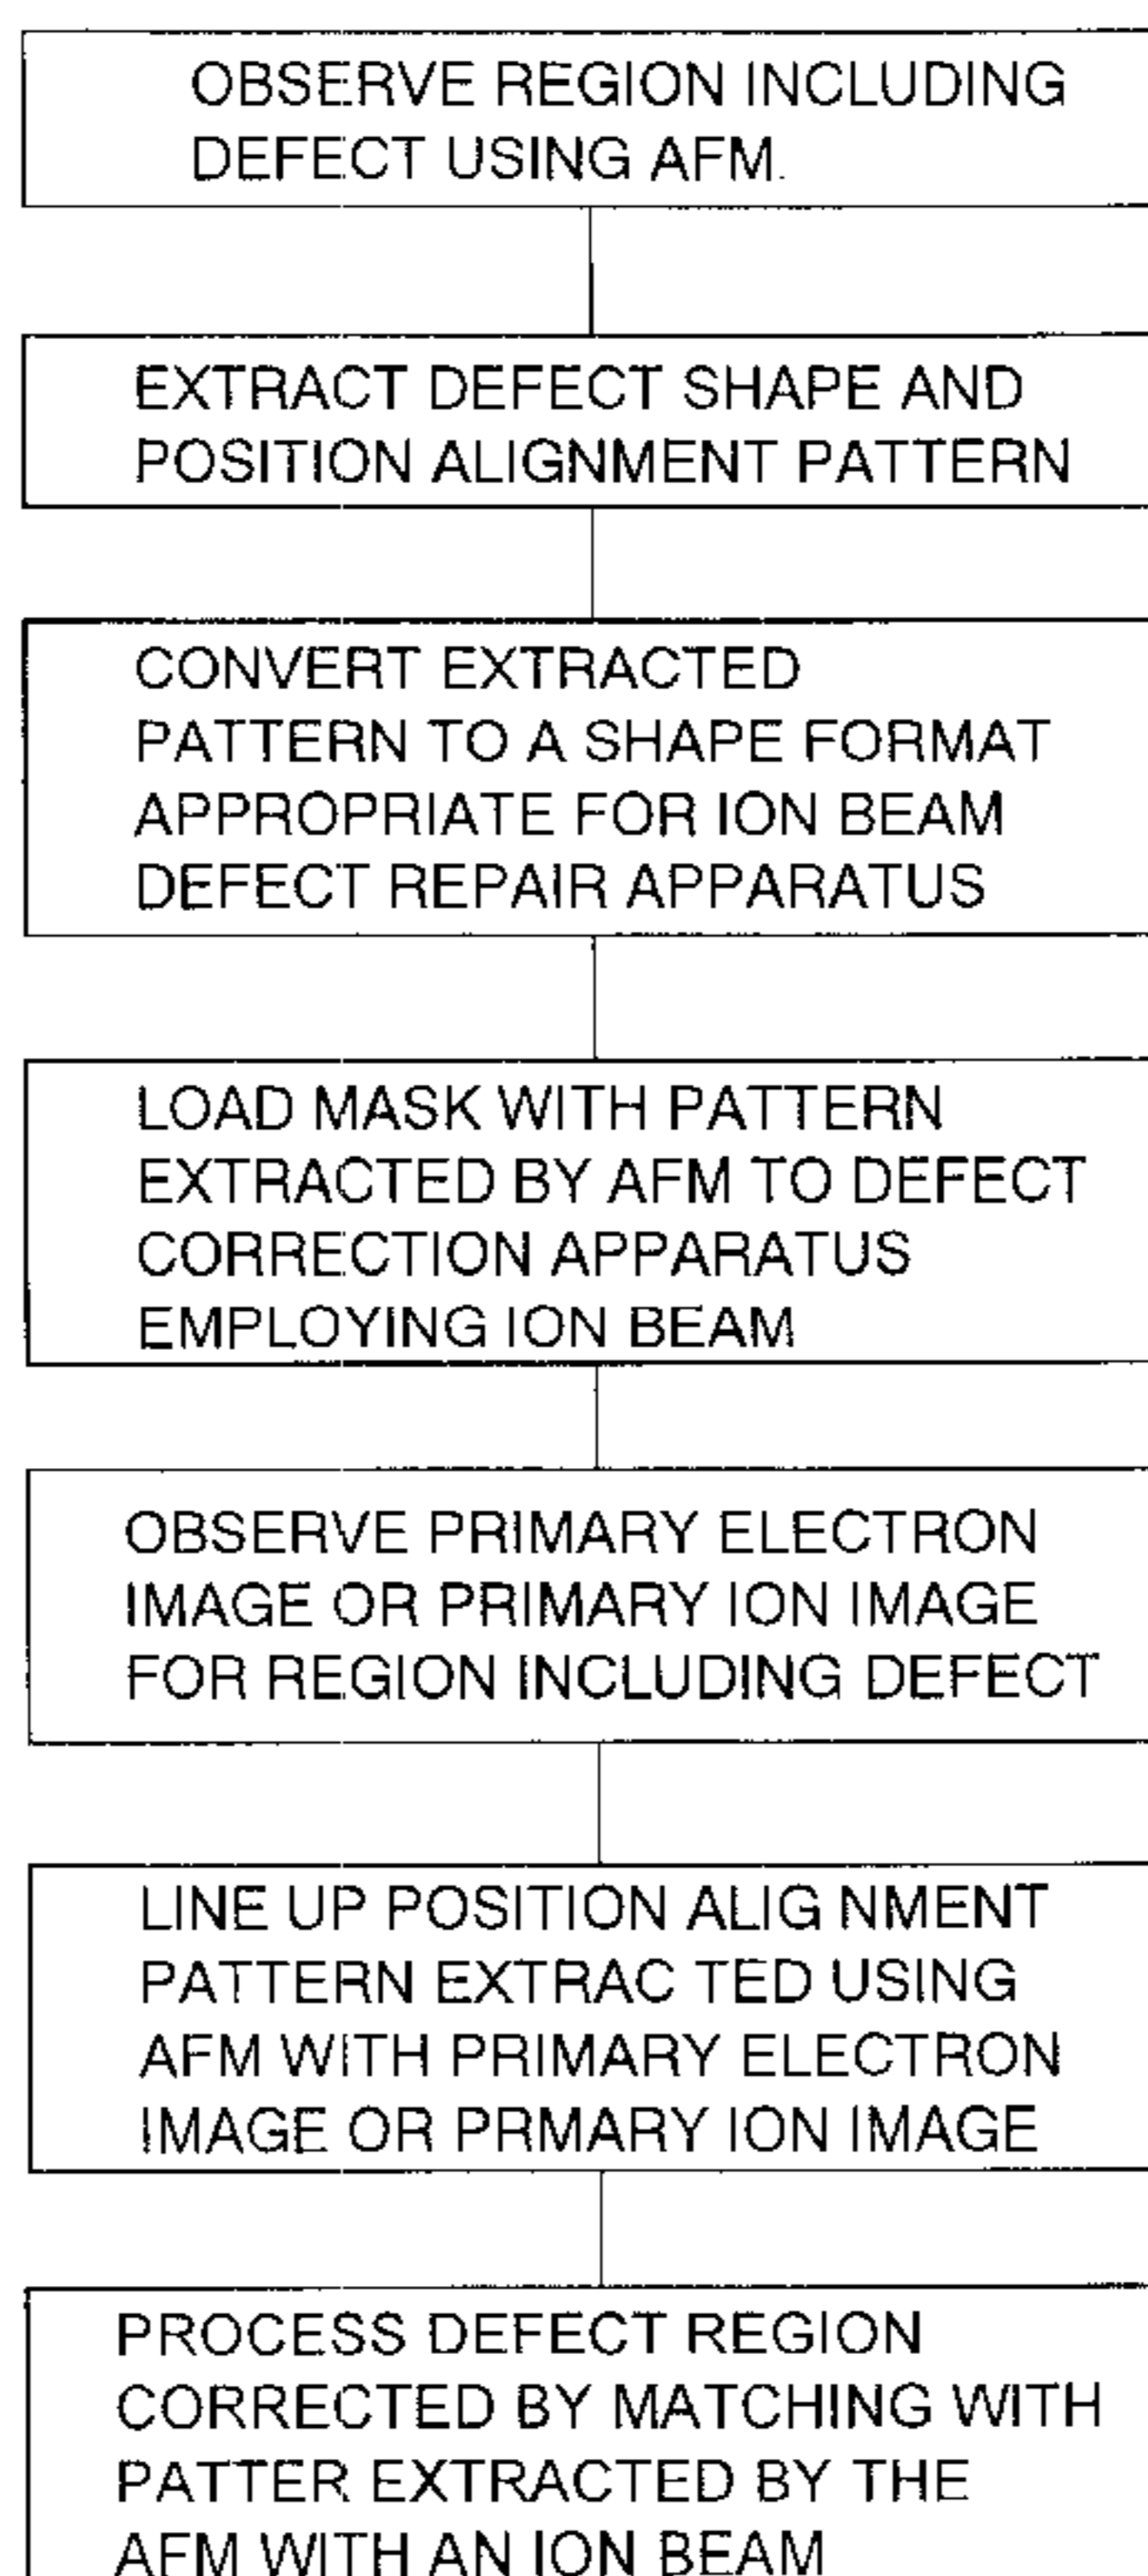 OBSERVE REGION INCLUDING
DEFECT USING AFM.
EXTRACT DEFECT SHAPE AND
POSITION ALIGNMENT PATTERN
CONVERT EXTRACTED
PATTERN TO A SHAPE FORMAT
APPROPRIATE FOR ION BEAM
DEFECT REPAIR APPARATUS
LOAD MASK WITH PATTERN
EXTRACTED BY AFM TO DEFECT
CORRECTION APPARATUS
EMPLOYING ION BEAM
OBSERVE PRIMARY ELECTRON
IMAGE OR PRIMARY ION IMAGE
FOR REGION INCLUDING DEFECT
LINE UP POSITION ALIG NMENT
PATTERN EXTRAC TED USING
AFM WITH PRIMARY ELECTRON
IMAGE OR PRMARY ION IMAGE
PROCESS DEFECT REGION
CORRECTED BY MATCHING WITH
PATTER EXTRACTED BY THE
AFM WITH AN ION BEAM